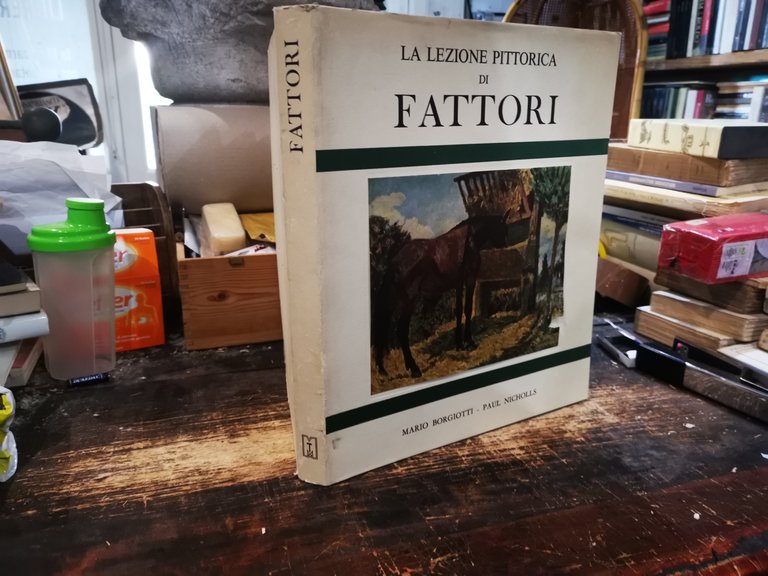 LA LEZIONE PITTORICA
DI
FATTORI
MARIO BORGIOTTI - PAUL NICHOLLS
FATTORI